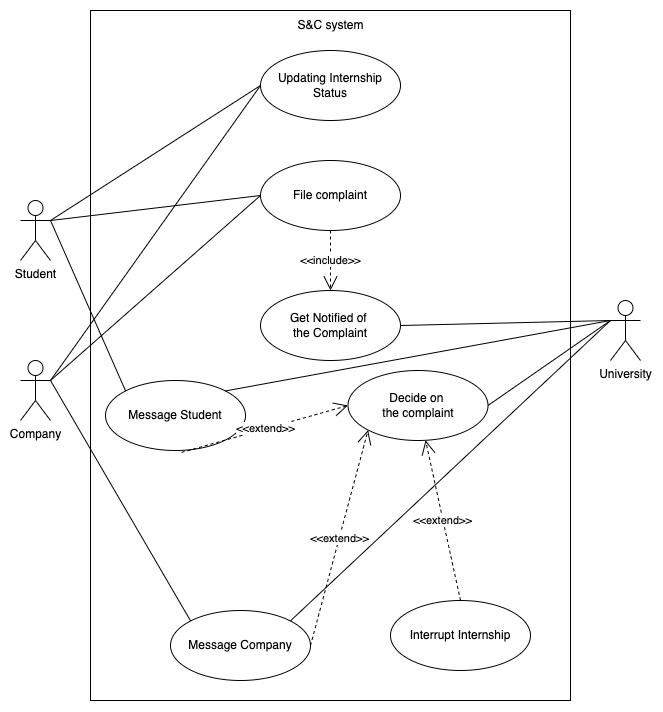 S&C system
Updating Internship
Status
File complaint
<<include>>
Student
Get Notified of
the Complaint
University
Company
Message Student
Decide on
the complaint
<<extend>>
<<extend>>
<<extend>>
Message Company
Interrupt Internship